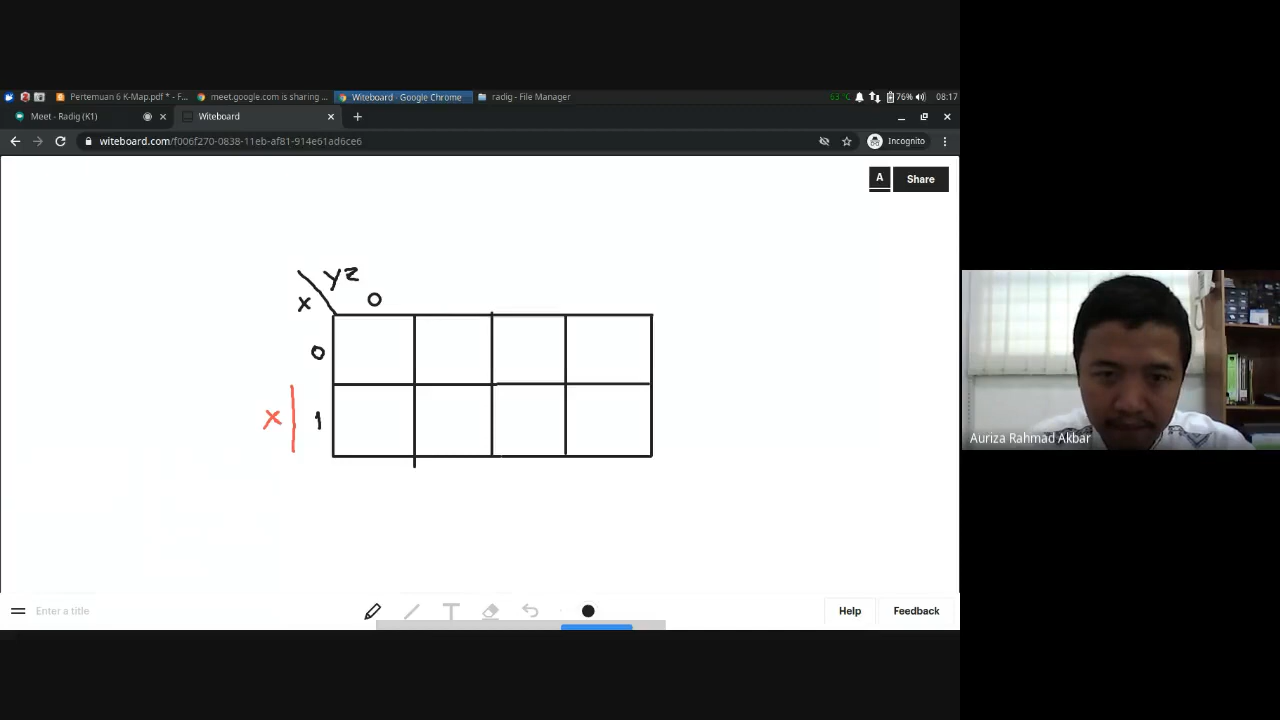 Pertemuan 6 K-Map.pdf * - F... meet.google.com is sharing ... Witeboard - Google Chrome radig - File Manager 63 °C 76% 08:17
Meet - Radig (K1) Witeboard
witeboard.com/f006f270-0838-11eb-af81-914e61ad6ce6 Incognito
A Share
yz
x 0
0
x 1
Auriza Rahmad Akbar
Enter a title T Help Feedback